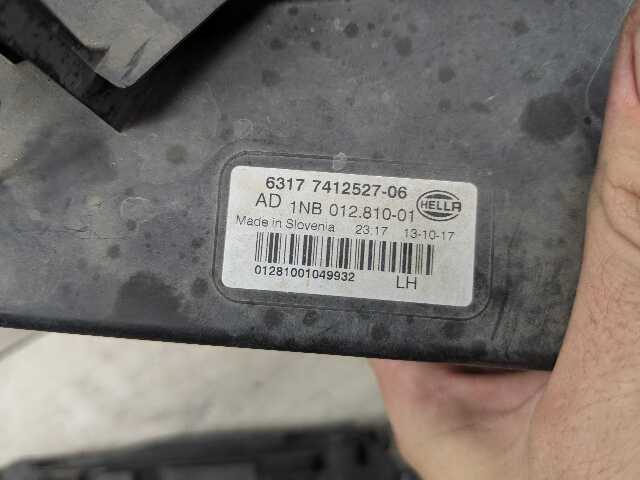 6317 7412527-06
AD 1NB 012.810-01 HELLA
Made in Slovenia 23:17 13-10-17
01281001049932 LH